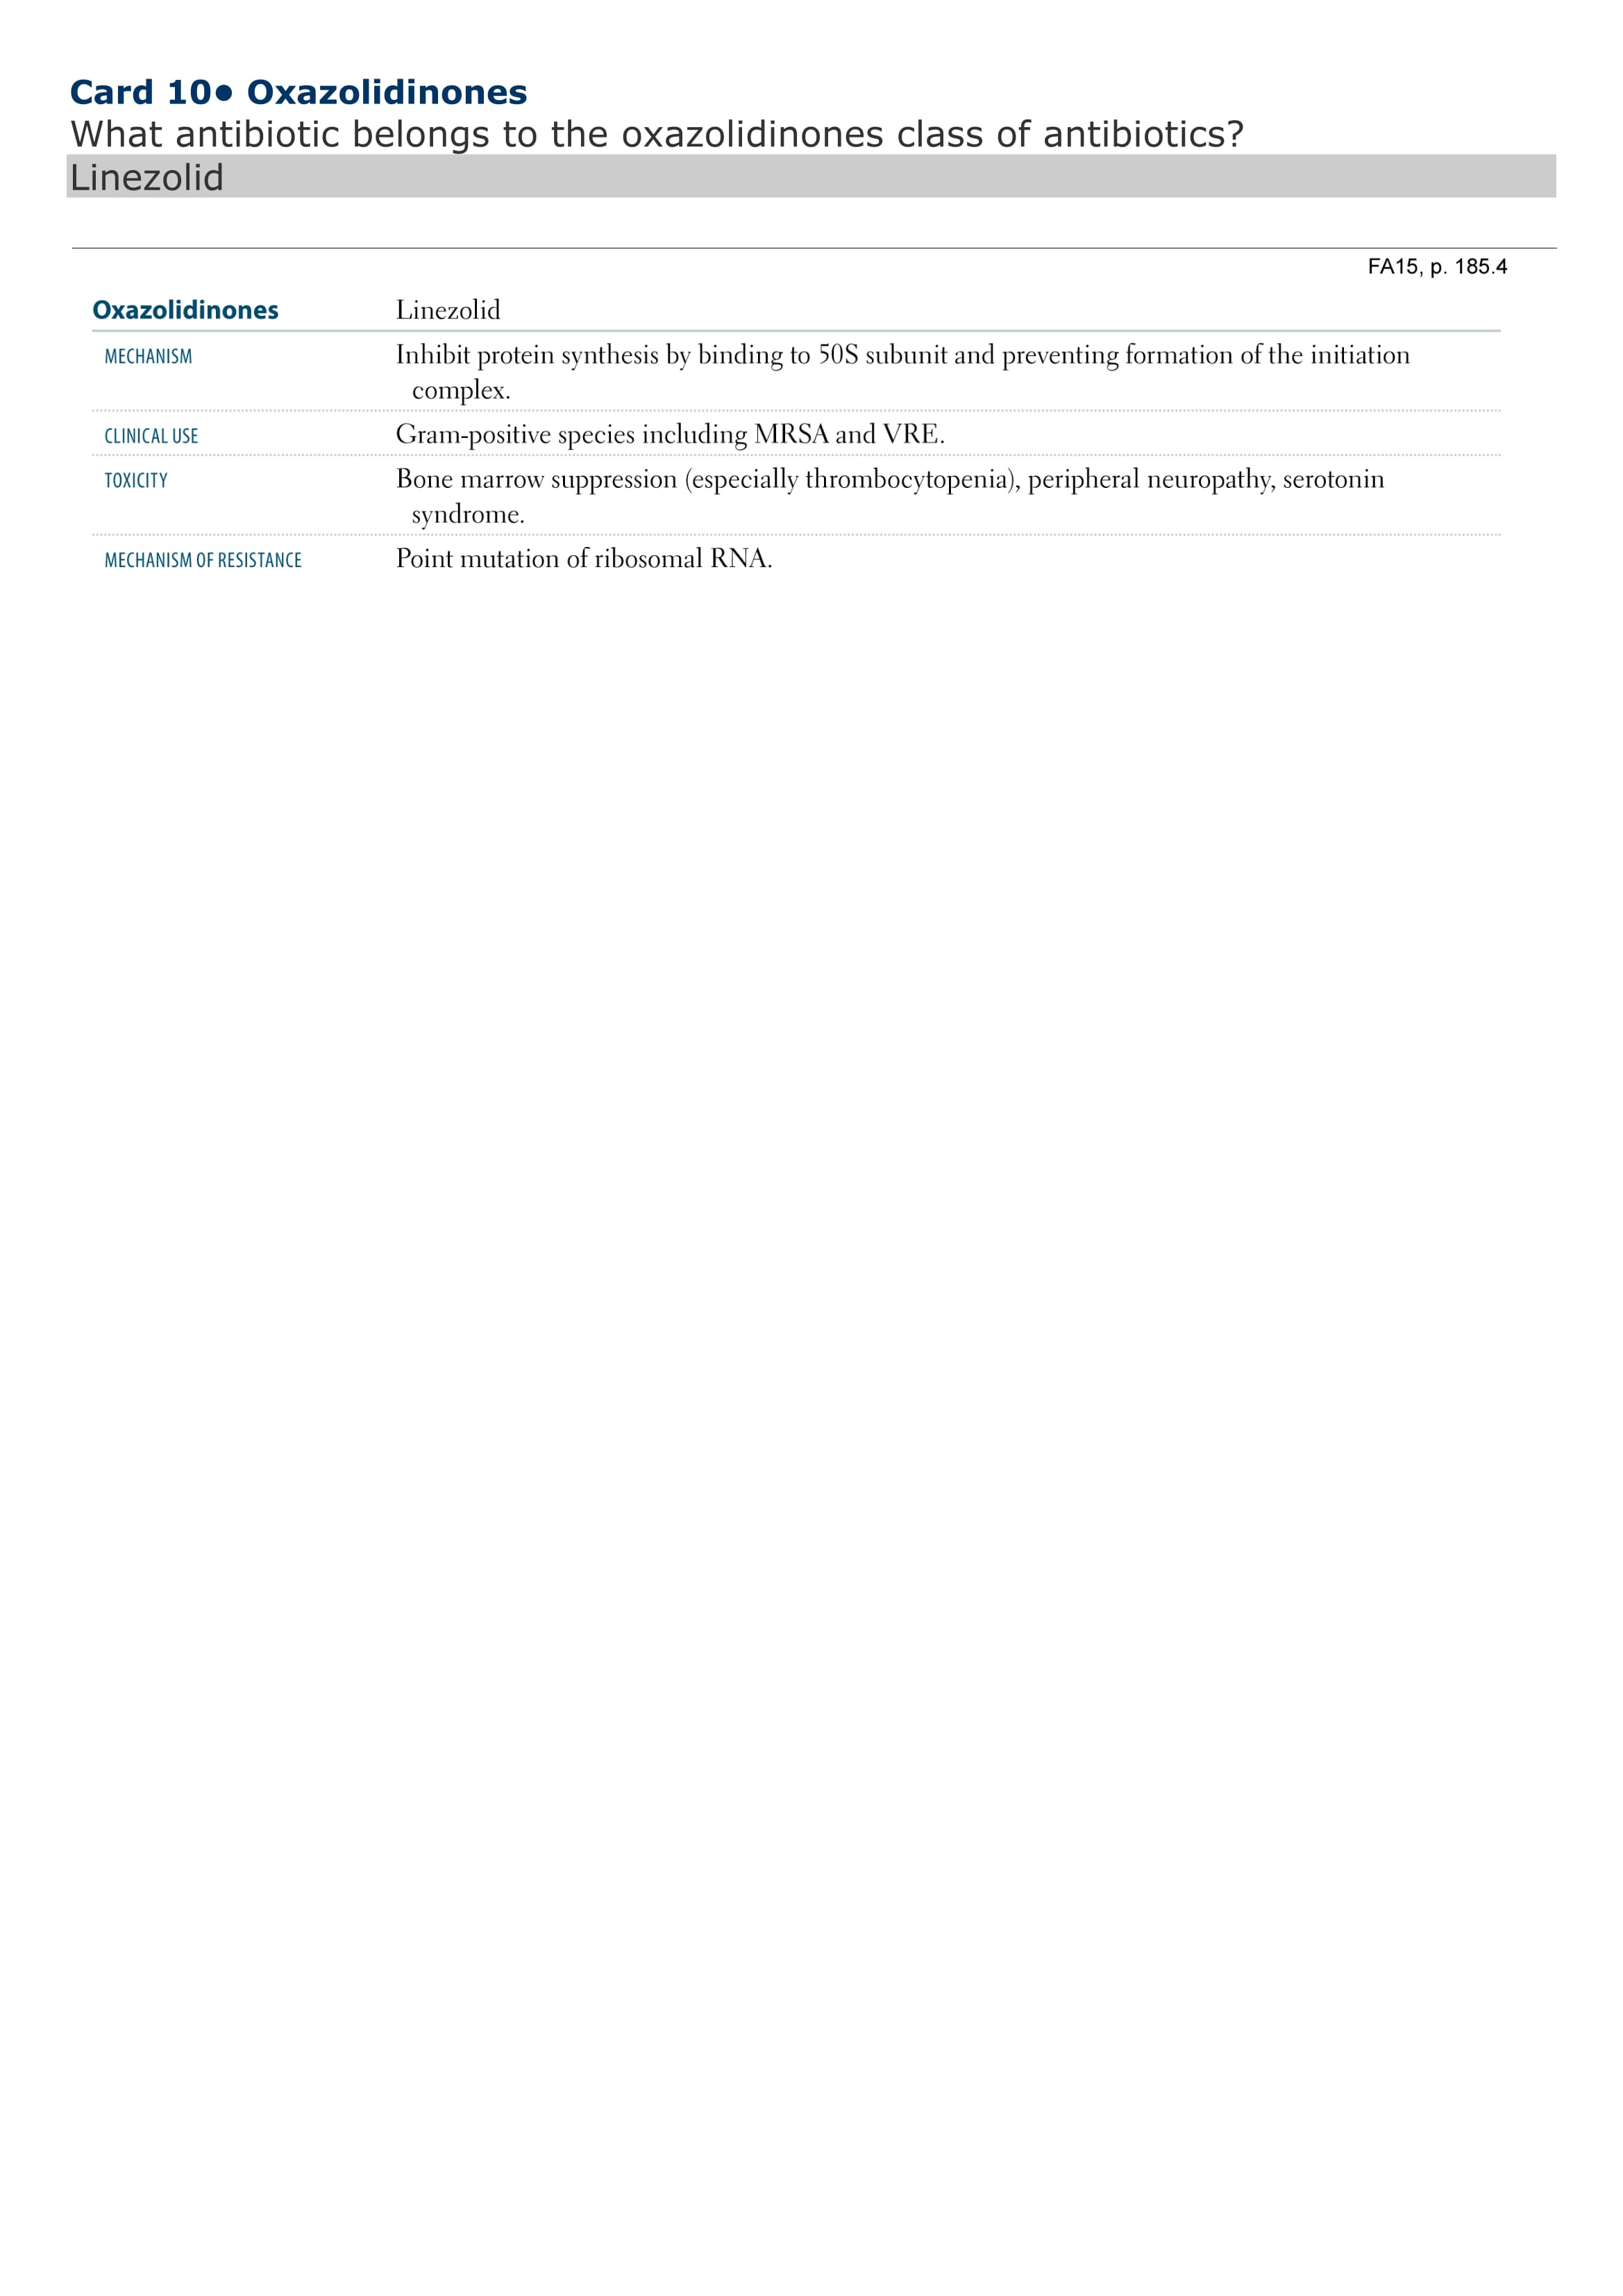 Card 10• Oxazolidinones
What antibiotic belongs to the oxazolidinones class of antibiotics?
Linezolid
FA15, p. 185.4
Oxazolidinones Linezolid
MECHANISM Inhibit protein synthesis by binding to 50S subunit and preventing formation of the initiation
complex.
CLINICAL USE Gram-positive species including MRSA and VRE.
TOXICITY Bone marrow suppression (especially thrombocytopenia), peripheral neuropathy, serotonin
syndrome.
MECHANISM OF RESISTANCE Point mutation of ribosomal RNA.